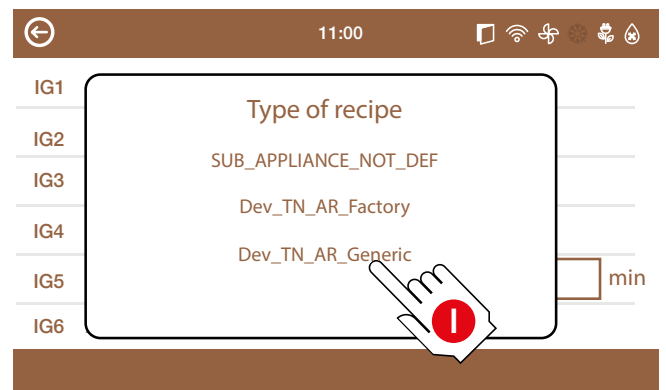 11:00
IG1
Type of recipe
IG2
SUB_APPLIANCE_NOT_DEF
IG3
Dev_TN_AR_Factory
IG4
Dev_TN_AR_Generic
IG5
min
IG6
I